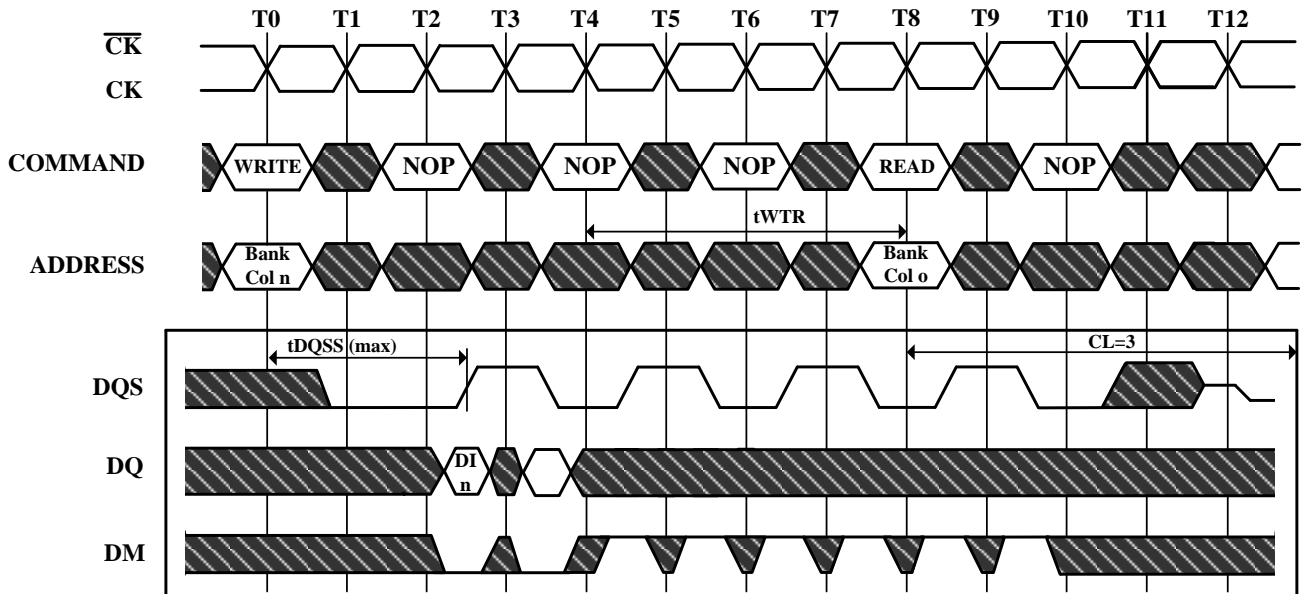 T0 T1 T2 T3 T4 T5 T6 T7 T8 T9 T10 T11 T12
CK
CK
COMMAND WRITE NOP NOP NOP READ NOP
tWTR
ADDRESS Bank Col n Bank Col o
tDQSS (max) CL=3
DQS
DQ DI n
DM